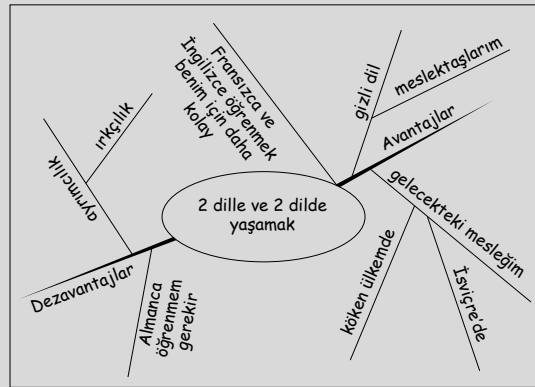 2 dille ve 2 dilde
yaşamak
Avantajlar
Fransızca ve
İngilizce öğrenmek
benim için daha
kolay
gizli dil
meslektaşlarım
gelecekteki mesleğim
köken ülkemde
İsviçre'de
Dezavantajlar
ayrımcılık
ırkçılık
Almanca
öğrenmem
gerekir